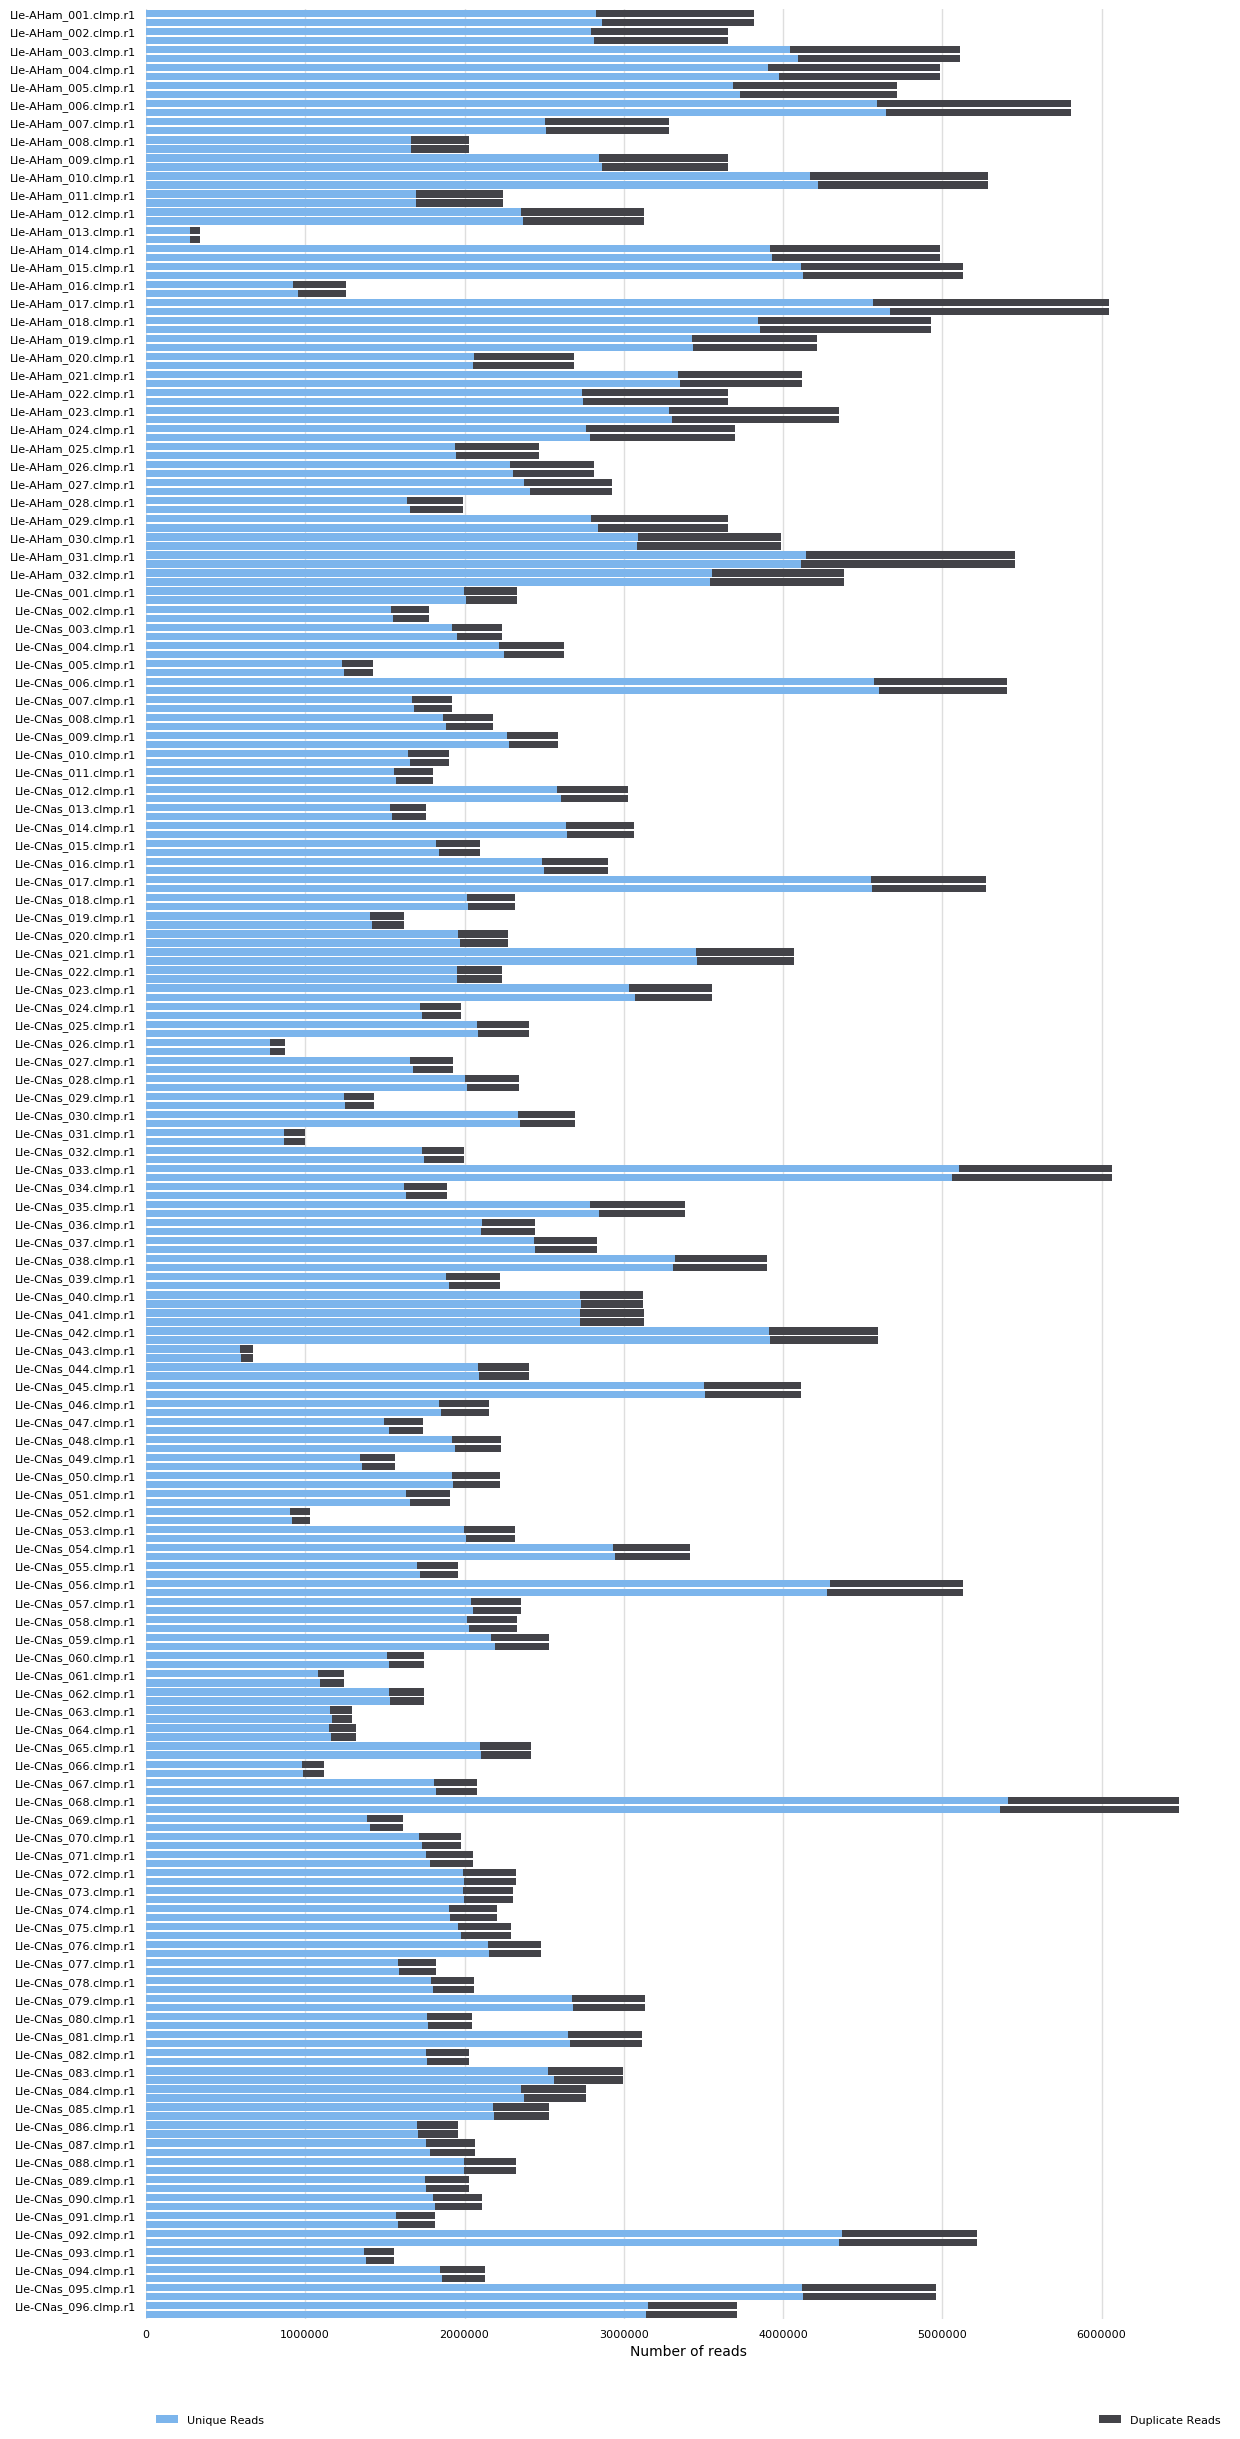 Lle-AHam_001.clmp.r1
Lle-AHam_002.clmp.r1
Lle-AHam_003.clmp.r1
Lle-AHam_004.clmp.r1
Lle-AHam_005.clmp.r1
Lle-AHam_006.clmp.r1
Lle-AHam_007.clmp.r1
Lle-AHam_008.clmp.r1
Lle-AHam_009.clmp.r1
Lle-AHam_010.clmp.r1
Lle-AHam_011.clmp.r1
Lle-AHam_012.clmp.r1
Lle-AHam_013.clmp.r1
Lle-AHam_014.clmp.r1
Lle-AHam_015.clmp.r1
Lle-AHam_016.clmp.r1
Lle-AHam_017.clmp.r1
Lle-AHam_018.clmp.r1
Lle-AHam_019.clmp.r1
Lle-AHam_020.clmp.r1
Lle-AHam_021.clmp.r1
Lle-AHam_022.clmp.r1
Lle-AHam_023.clmp.r1
Lle-AHam_024.clmp.r1
Lle-AHam_025.clmp.r1
Lle-AHam_026.clmp.r1
Lle-AHam_027.clmp.r1
Lle-AHam_028.clmp.r1
Lle-AHam_029.clmp.r1
Lle-AHam_030.clmp.r1
Lle-AHam_031.clmp.r1
Lle-AHam_032.clmp.r1
Lle-CNas_001.clmp.r1
Lle-CNas_002.clmp.r1
Lle-CNas_003.clmp.r1
Lle-CNas_004.clmp.r1
Lle-CNas_005.clmp.r1
Lle-CNas_006.clmp.r1
Lle-CNas_007.clmp.r1
Lle-CNas_008.clmp.r1
Lle-CNas_009.clmp.r1
Lle-CNas_010.clmp.r1
Lle-CNas_011.clmp.r1
Lle-CNas_012.clmp.r1
Lle-CNas_013.clmp.r1
Lle-CNas_014.clmp.r1
Lle-CNas_015.clmp.r1
Lle-CNas_016.clmp.r1
Lle-CNas_017.clmp.r1
Lle-CNas_018.clmp.r1
Lle-CNas_019.clmp.r1
Lle-CNas_020.clmp.r1
Lle-CNas_021.clmp.r1
Lle-CNas_022.clmp.r1
Lle-CNas_023.clmp.r1
Lle-CNas_024.clmp.r1
Lle-CNas_025.clmp.r1
Lle-CNas_026.clmp.r1
Lle-CNas_027.clmp.r1
Lle-CNas_028.clmp.r1
Lle-CNas_029.clmp.r1
Lle-CNas_030.clmp.r1
Lle-CNas_031.clmp.r1
Lle-CNas_032.clmp.r1
Lle-CNas_033.clmp.r1
Lle-CNas_034.clmp.r1
Lle-CNas_035.clmp.r1
Lle-CNas_036.clmp.r1
Lle-CNas_037.clmp.r1
Lle-CNas_038.clmp.r1
Lle-CNas_039.clmp.r1
Lle-CNas_040.clmp.r1
Lle-CNas_041.clmp.r1
Lle-CNas_042.clmp.r1
Lle-CNas_043.clmp.r1
Lle-CNas_044.clmp.r1
Lle-CNas_045.clmp.r1
Lle-CNas_046.clmp.r1
Lle-CNas_047.clmp.r1
Lle-CNas_048.clmp.r1
Lle-CNas_049.clmp.r1
Lle-CNas_050.clmp.r1
Lle-CNas_051.clmp.r1
Lle-CNas_052.clmp.r1
Lle-CNas_053.clmp.r1
Lle-CNas_054.clmp.r1
Lle-CNas_055.clmp.r1
Lle-CNas_056.clmp.r1
Lle-CNas_057.clmp.r1
Lle-CNas_058.clmp.r1
Lle-CNas_059.clmp.r1
Lle-CNas_060.clmp.r1
Lle-CNas_061.clmp.r1
Lle-CNas_062.clmp.r1
Lle-CNas_063.clmp.r1
Lle-CNas_064.clmp.r1
Lle-CNas_065.clmp.r1
Lle-CNas_066.clmp.r1
Lle-CNas_067.clmp.r1
Lle-CNas_068.clmp.r1
Lle-CNas_069.clmp.r1
Lle-CNas_070.clmp.r1
Lle-CNas_071.clmp.r1
Lle-CNas_072.clmp.r1
Lle-CNas_073.clmp.r1
Lle-CNas_074.clmp.r1
Lle-CNas_075.clmp.r1
Lle-CNas_076.clmp.r1
Lle-CNas_077.clmp.r1
Lle-CNas_078.clmp.r1
Lle-CNas_079.clmp.r1
Lle-CNas_080.clmp.r1
Lle-CNas_081.clmp.r1
Lle-CNas_082.clmp.r1
Lle-CNas_083.clmp.r1
Lle-CNas_084.clmp.r1
Lle-CNas_085.clmp.r1
Lle-CNas_086.clmp.r1
Lle-CNas_087.clmp.r1
Lle-CNas_088.clmp.r1
Lle-CNas_089.clmp.r1
Lle-CNas_090.clmp.r1
Lle-CNas_091.clmp.r1
Lle-CNas_092.clmp.r1
Lle-CNas_093.clmp.r1
Lle-CNas_094.clmp.r1
Lle-CNas_095.clmp.r1
Lle-CNas_096.clmp.r1
0 1000000 2000000 3000000 4000000 5000000 6000000
Number of reads
Unique Reads Duplicate Reads